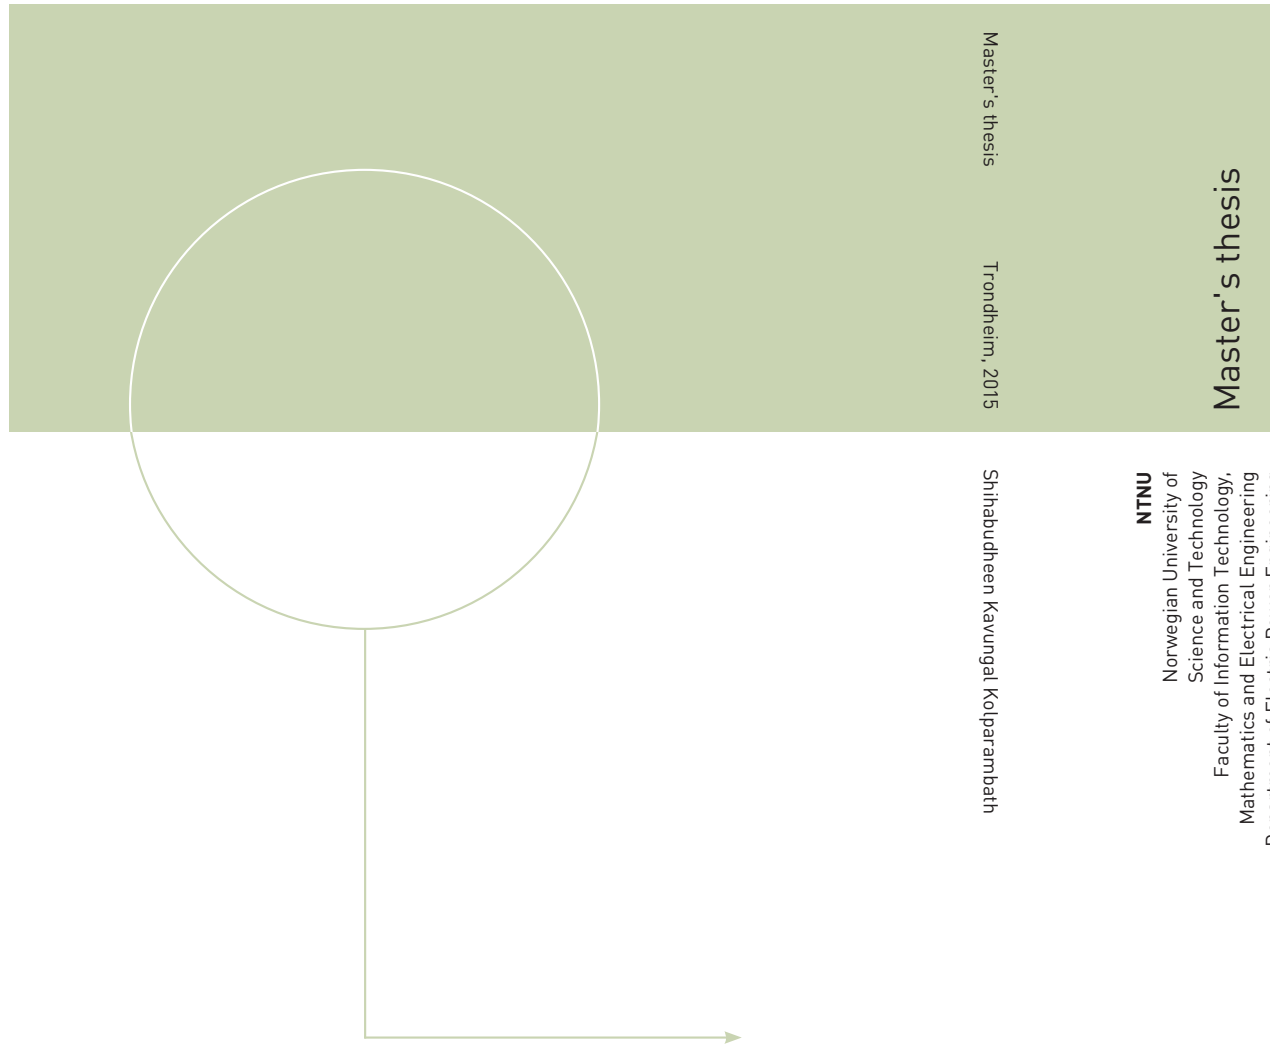 Master's thesis
Trondheim, 2015
Shihabudheen Kavungal Kolparambath
Master's thesis
NTNU
Norwegian University of
Science and Technology
Faculty of Information Technology,
Mathematics and Electrical Engineering